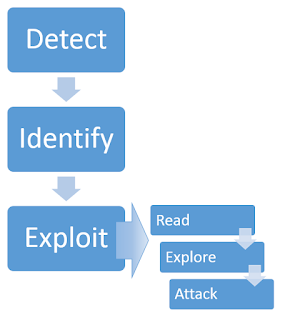 Detect
Identify
Exploit
Read
Explore
Attack